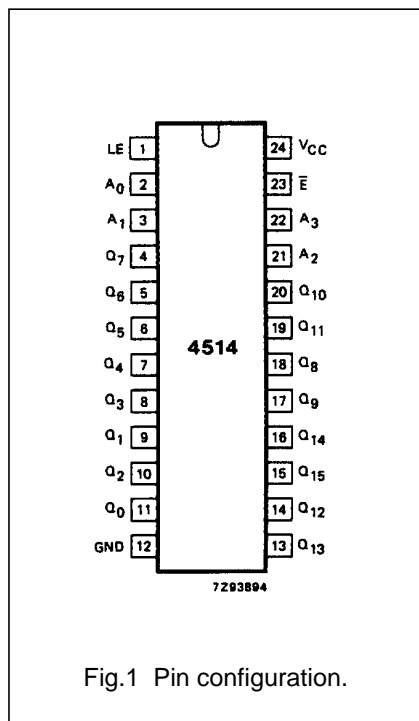 LE 1 24 VCC
A0 2 23 E̅
A1 3 22 A3
Q7 4 21 A2
Q6 5 20 Q10
Q5 6 19 Q11
Q4 7 4514 18 Q8
Q3 8 17 Q9
Q1 9 16 Q14
Q2 10 15 Q15
Q0 11 14 Q12
GND 12 13 Q13
7Z93894
Fig.1 Pin configuration.